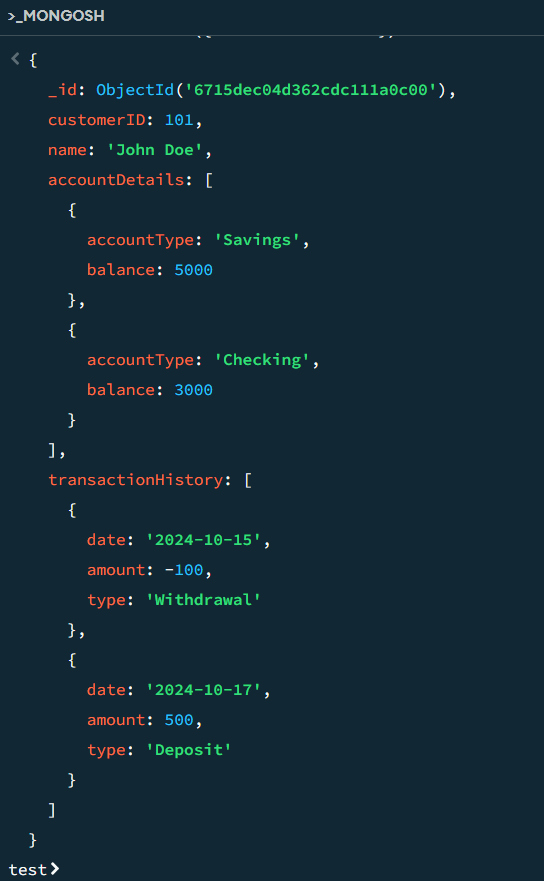 >_MONGOSH
{
_id: ObjectId('6715dec04d362cdc111a0c00'),
customerID: 101,
name: 'John Doe',
accountDetails: [
{
accountType: 'Savings',
balance: 5000
},
{
accountType: 'Checking',
balance: 3000
}
],
transactionHistory: [
{
date: '2024-10-15',
amount: -100,
type: 'Withdrawal'
},
{
date: '2024-10-17',
amount: 500,
type: 'Deposit'
}
]
}
test>